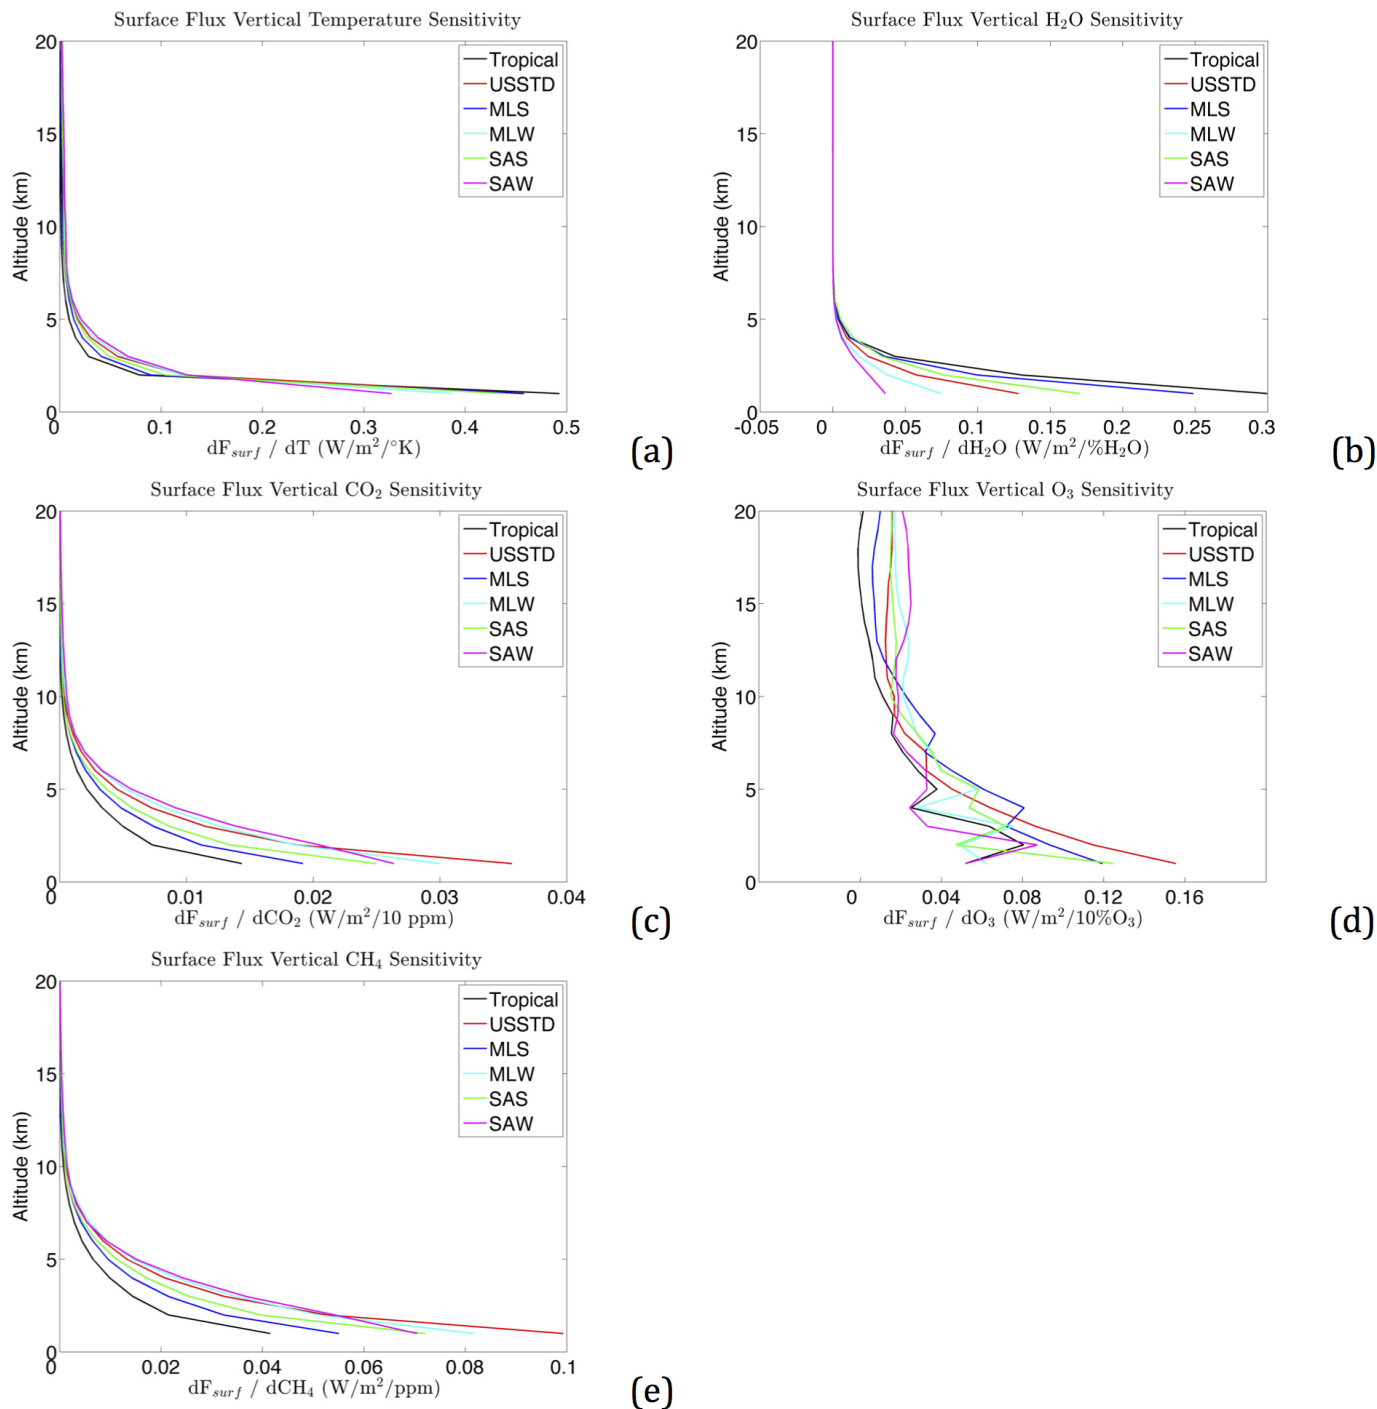 Surface Flux Vertical Temperature Sensitivity
20
15
10
5
0
Altitude (km)
Tropical
USSTD
MLS
MLW
SAS
SAW
0 0.1 0.2 0.3 0.4 0.5
dF_surf / dT (W/m²/°K)
(a)
Surface Flux Vertical H₂O Sensitivity
20
15
10
5
0
Altitude (km)
Tropical
USSTD
MLS
MLW
SAS
SAW
-0.05 0 0.05 0.1 0.15 0.2 0.25 0.3
dF_surf / dH₂O (W/m²/%H₂O)
(b)
Surface Flux Vertical CO₂ Sensitivity
20
15
10
5
0
Altitude (km)
Tropical
USSTD
MLS
MLW
SAS
SAW
0 0.01 0.02 0.03 0.04
dF_surf / dCO₂ (W/m²/10 ppm)
(c)
Surface Flux Vertical O₃ Sensitivity
20
15
10
5
0
Altitude (km)
Tropical
USSTD
MLS
MLW
SAS
SAW
0 0.04 0.08 0.12 0.16
dF_surf / dO₃ (W/m²/10%O₃)
(d)
Surface Flux Vertical CH₄ Sensitivity
20
15
10
5
0
Altitude (km)
Tropical
USSTD
MLS
MLW
SAS
SAW
0 0.02 0.04 0.06 0.08 0.1
dF_surf / dCH₄ (W/m²/ppm)
(e)